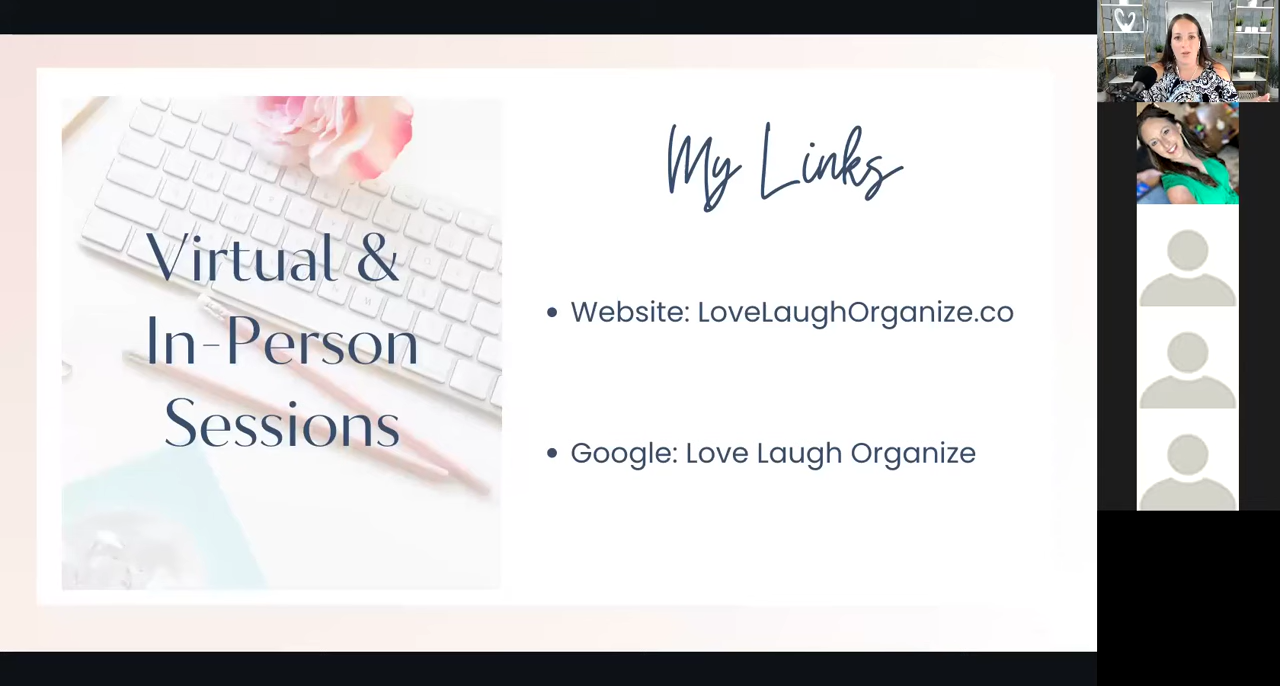 Virtual &
In-Person
Sessions
My Links
• Website: LoveLaughOrganize.co
• Google: Love Laugh Organize